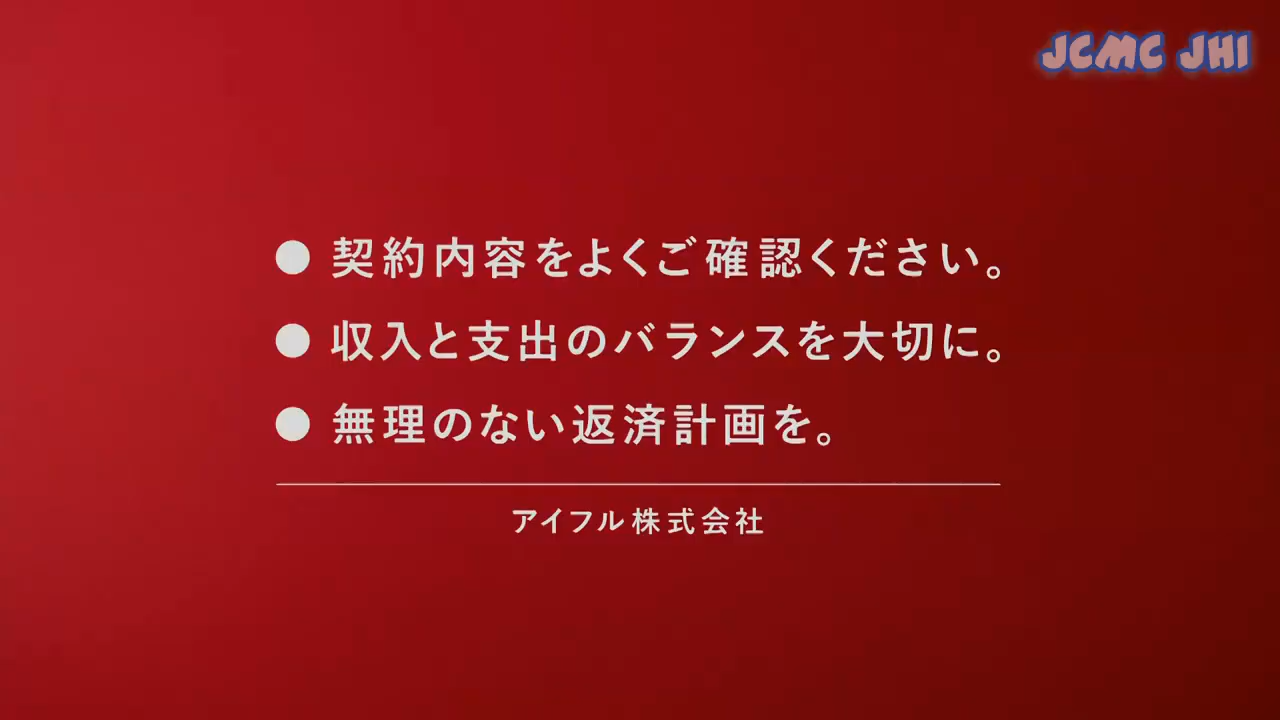 JCMC JHI
● 契約内容をよくご確認ください。
● 収入と支出のバランスを大切に。
● 無理のない返済計画を。
アイフル株式会社